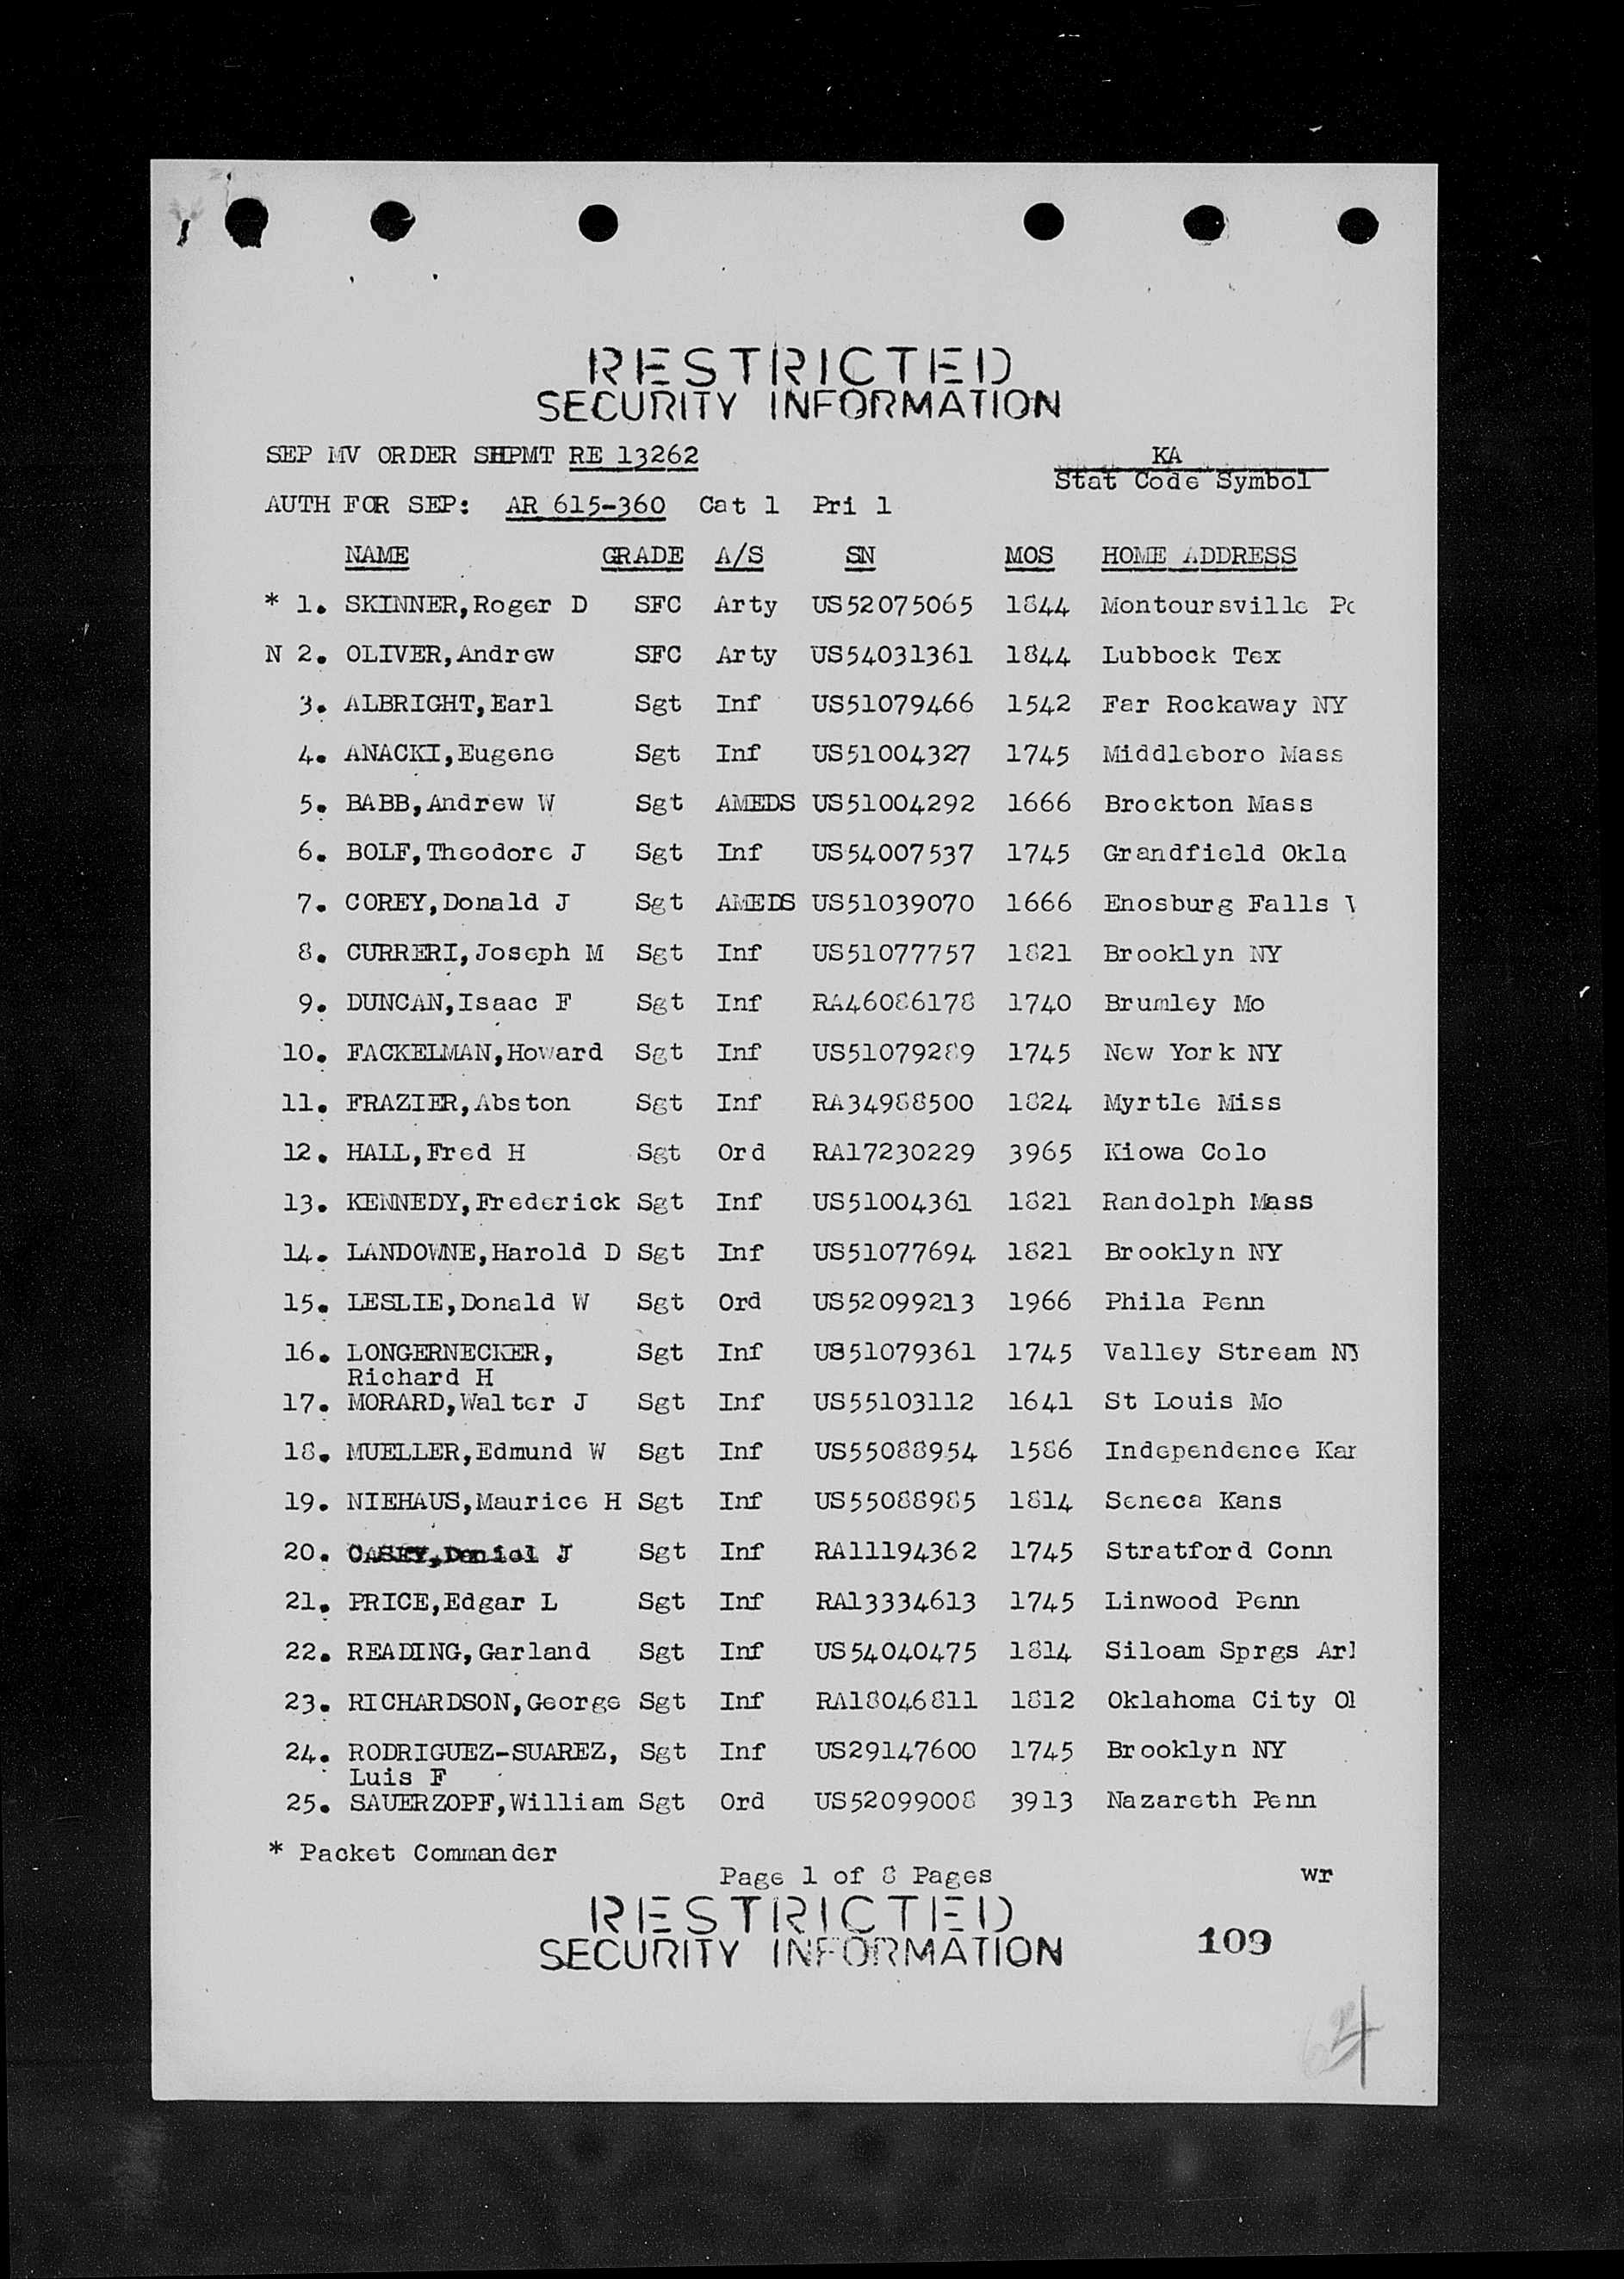 RESTRICTED
SECURITY INFORMATION
SEP MV ORDER SHPMT RE 13262
KA
Stat Code Symbol
AUTH FOR SEP: AR 615-360 Cat 1 Pri 1
NAME GRADE A/S SN MOS HOME ADDRESS
* 1. SKINNER,Roger D SFC Arty US52075065 1844 Montoursville
N 2. OLIVER,Andrew SFC Arty US54031361 1844 Lubbock Tex
3. ALBRIGHT,Earl Sgt Inf US51079466 1542 Far Rockaway NY
4. ANACKI,Eugene Sgt Inf US51004327 1745 Middleboro Mass
5. BABB,Andrew W Sgt AMEDS US51004292 1666 Brockton Mass
6. BOLF,Theodore J Sgt Inf US54007537 1745 Grandfield Okla
7. COREY,Donald J Sgt AMEDS US51039070 1666 Enosburg Falls
8. CURRERI,Joseph M Sgt Inf US51077757 1821 Brooklyn NY
9. DUNCAN,Isaac F Sgt Inf RA46086178 1740 Brumley Mo
10. FACKELMAN,Howard Sgt Inf US51079289 1745 New York NY
11. FRAZIER,Abston Sgt Inf RA34988500 1824 Myrtle Miss
12. HALL,Fred H Sgt Ord RA17230229 3965 Kiowa Colo
13. KENNEDY,Frederick Sgt Inf US51004361 1821 Randolph Mass
14. LANDOWNE,Harold D Sgt Inf US51077694 1821 Brooklyn NY
15. LESLIE,Donald W Sgt Ord US52099213 1966 Phila Penn
16. LONGERNECKER, Sgt Inf US51079361 1745 Valley Stream NY
Richard H
17. MORARD,Walter J Sgt Inf US55103112 1641 St Louis Mo
18. MUELLER,Edmund W Sgt Inf US55088954 1586 Independence Kan
19. NIEHAUS,Maurice H Sgt Inf US55088985 1814 Seneca Kans
20. CASEY,Daniel J Sgt Inf RA11194362 1745 Stratford Conn
21. PRICE,Edgar L Sgt Inf RA13334613 1745 Linwood Penn
22. READING,Garland Sgt Inf US54040475 1814 Siloam Sprgs Ark
23. RICHARDSON,George Sgt Inf RA18046811 1812 Oklahoma City
24. RODRIGUEZ-SUAREZ, Sgt Inf US29147600 1745 Brooklyn NY
Luis F
25. SAUERZOPF,William Sgt Ord US52099008 3913 Nazareth Penn
* Packet Commander
Page 1 of 8 Pages wr
RESTRICTED
SECURITY INFORMATION
109